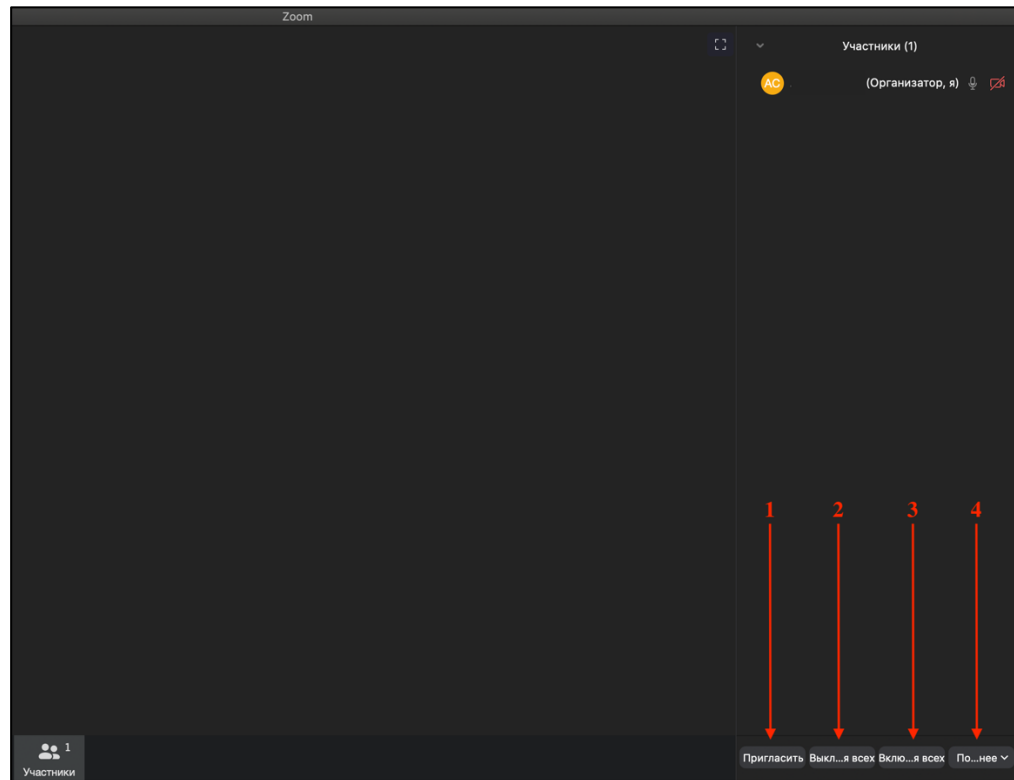 Zoom
Участники (1)
AC
(Организатор, я)
1 2 3 4
1
Участники
Пригласить Выкл...я всех Вклю...я всех По...нее